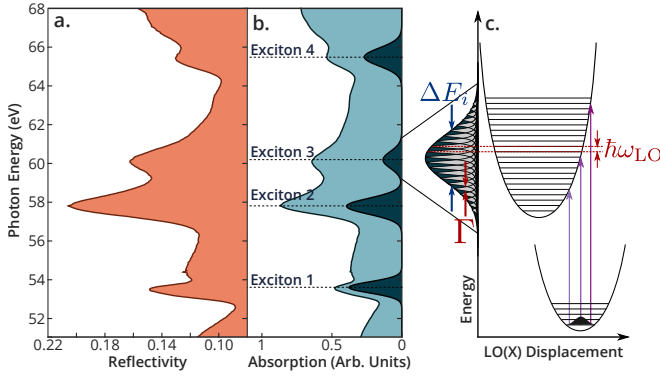 a.
b.
c.
Photon Energy (eV)
68
66
64
62
60
58
56
54
52
0.22
0.18
0.14
0.10
Reflectivity
Exciton 4
Exciton 3
Exciton 2
Exciton 1
1
0.5
0
Absorption (Arb. Units)
ΔE_i
Γ
ħω_LO
Energy
LO(X) Displacement